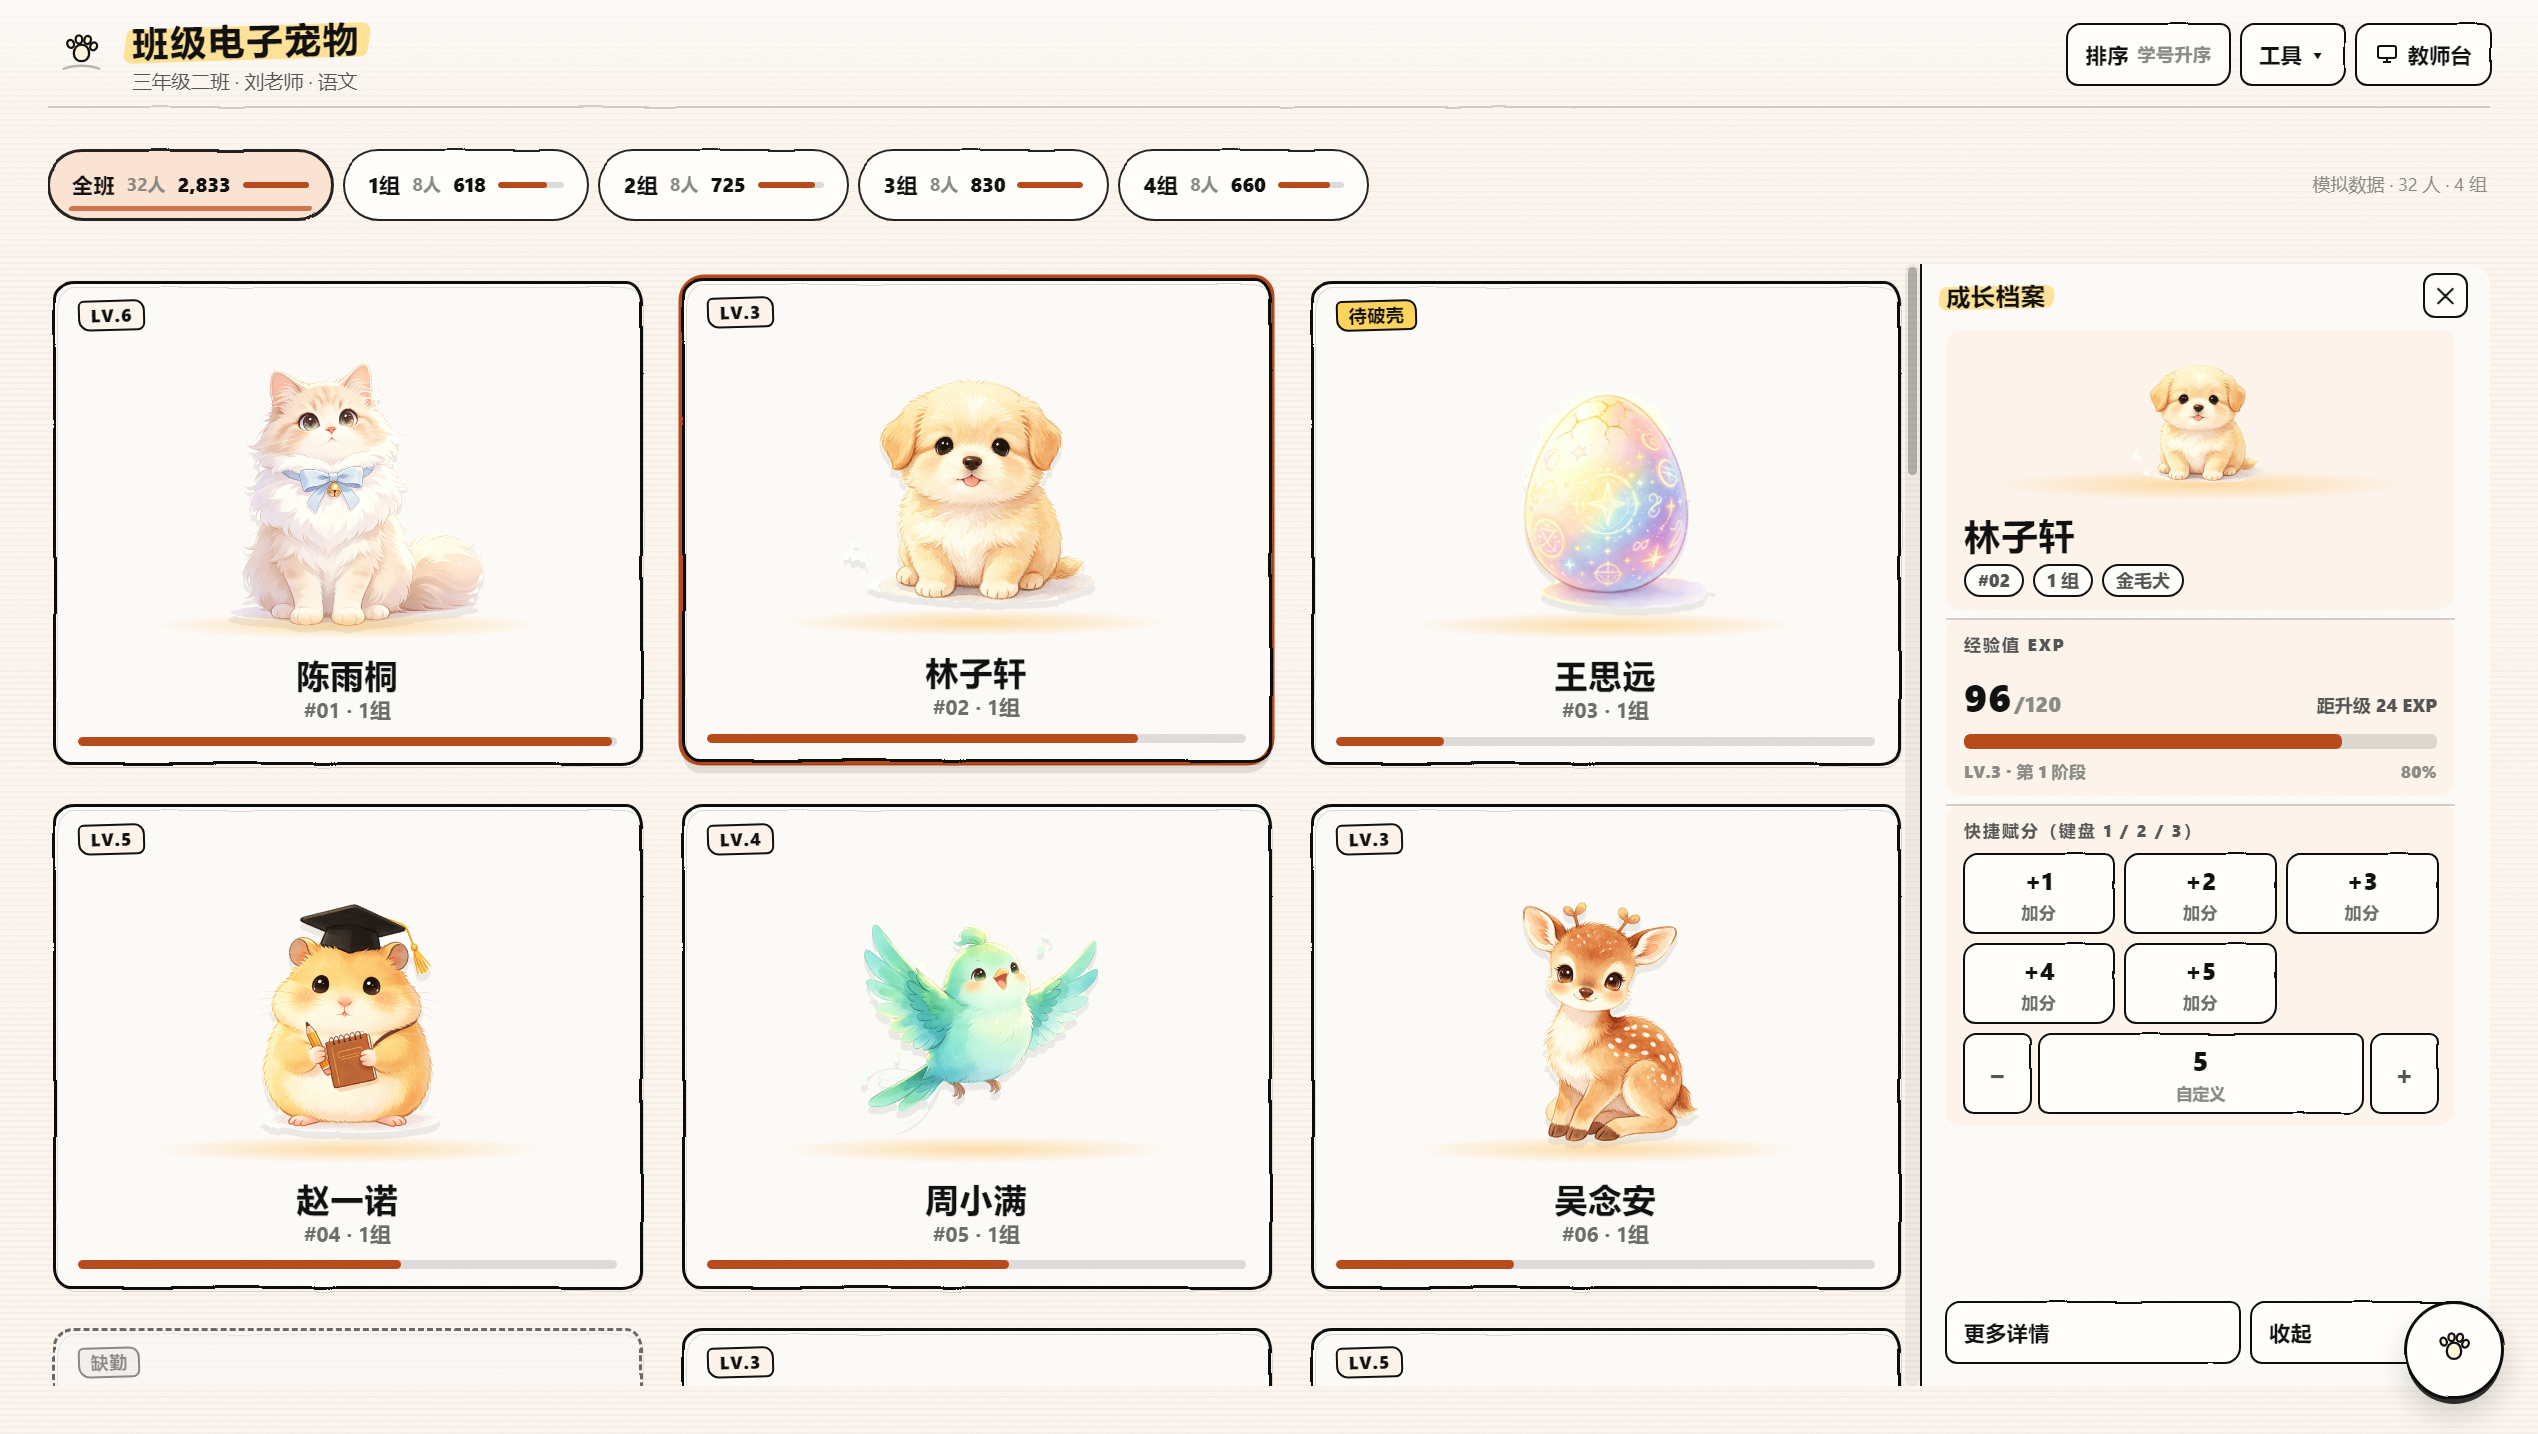 班级电子宠物
三年级二班 · 刘老师 · 语文
排序 学号升序
工具 ▾
教师台
全班 32人 2,833
1组 8人 618
2组 8人 725
3组 8人 830
4组 8人 660
模拟数据 · 32 人 · 4 组
LV.6
陈雨桐
#01 · 1组
LV.3
林子轩
#02 · 1组
待破壳
王思远
#03 · 1组
LV.5
赵一诺
#04 · 1组
LV.4
周小满
#05 · 1组
LV.3
吴念安
#06 · 1组
缺勤
LV.3
LV.5
成长档案
林子轩
#02
1 组
金毛犬
经验值 EXP
96/120
距升级 24 EXP
LV.3 · 第 1 阶段
80%
快捷赋分（键盘 1 / 2 / 3）
+1
加分
+2
加分
+3
加分
+4
加分
+5
加分
−
5
自定义
+
更多详情
收起